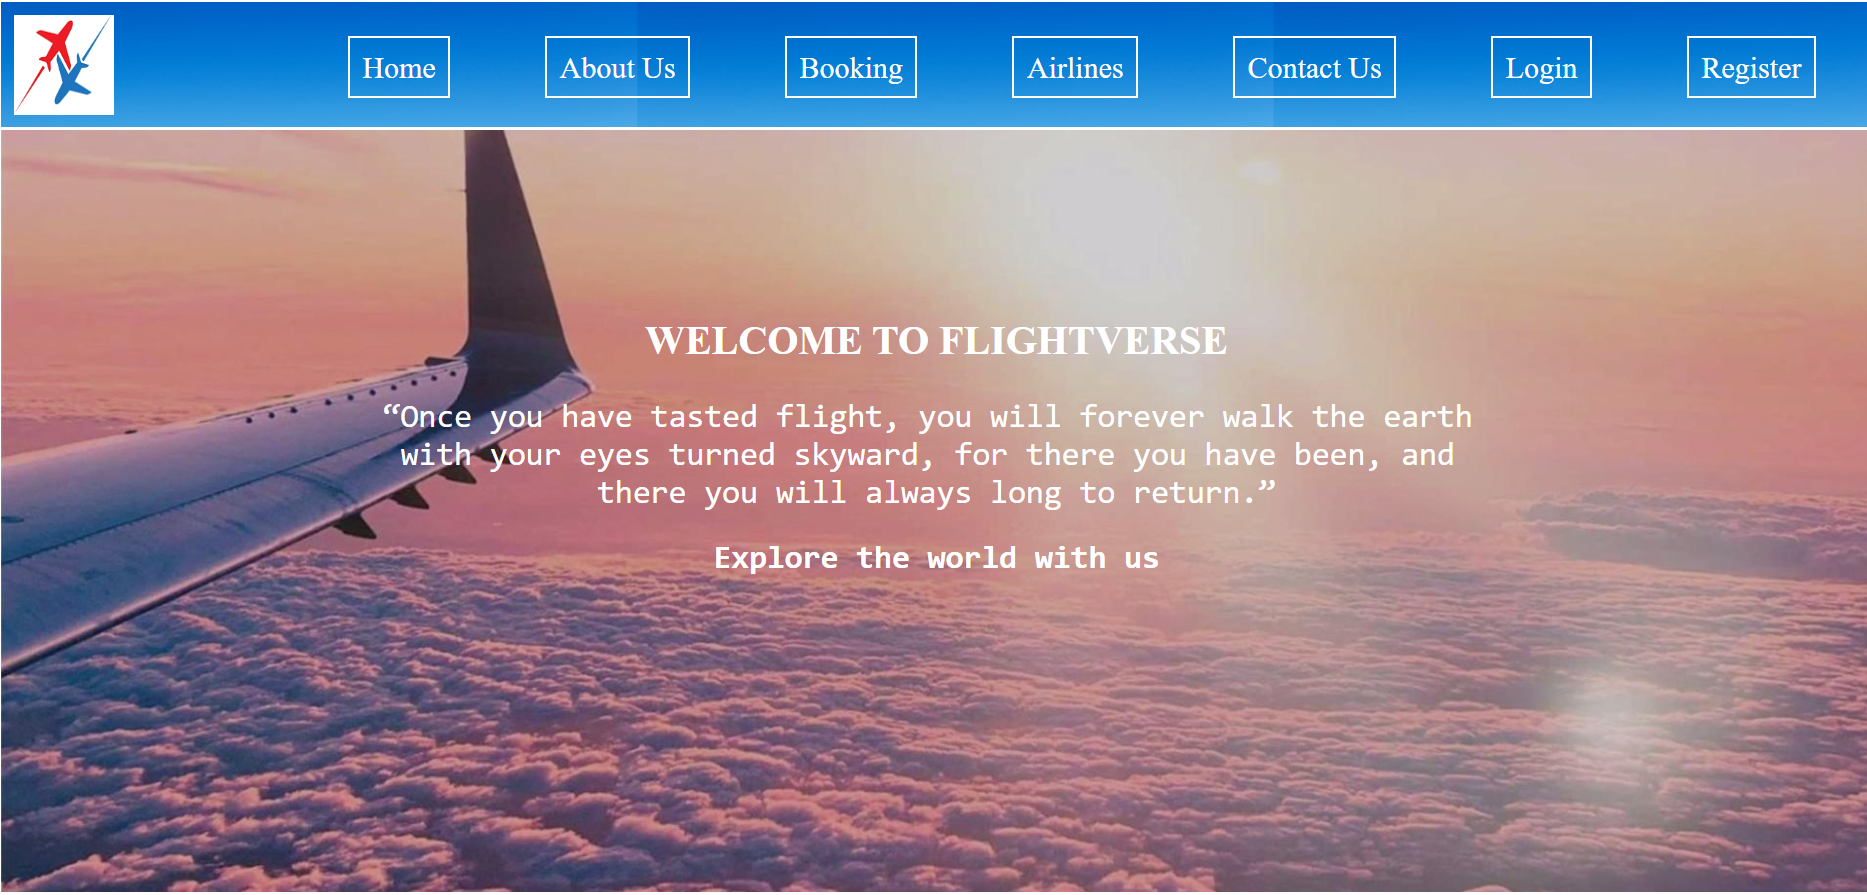 Home About Us Booking Airlines Contact Us Login Register
WELCOME TO FLIGHTVERSE
“Once you have tasted flight, you will forever walk the earth
with your eyes turned skyward, for there you have been, and
there you will always long to return.”
Explore the world with us